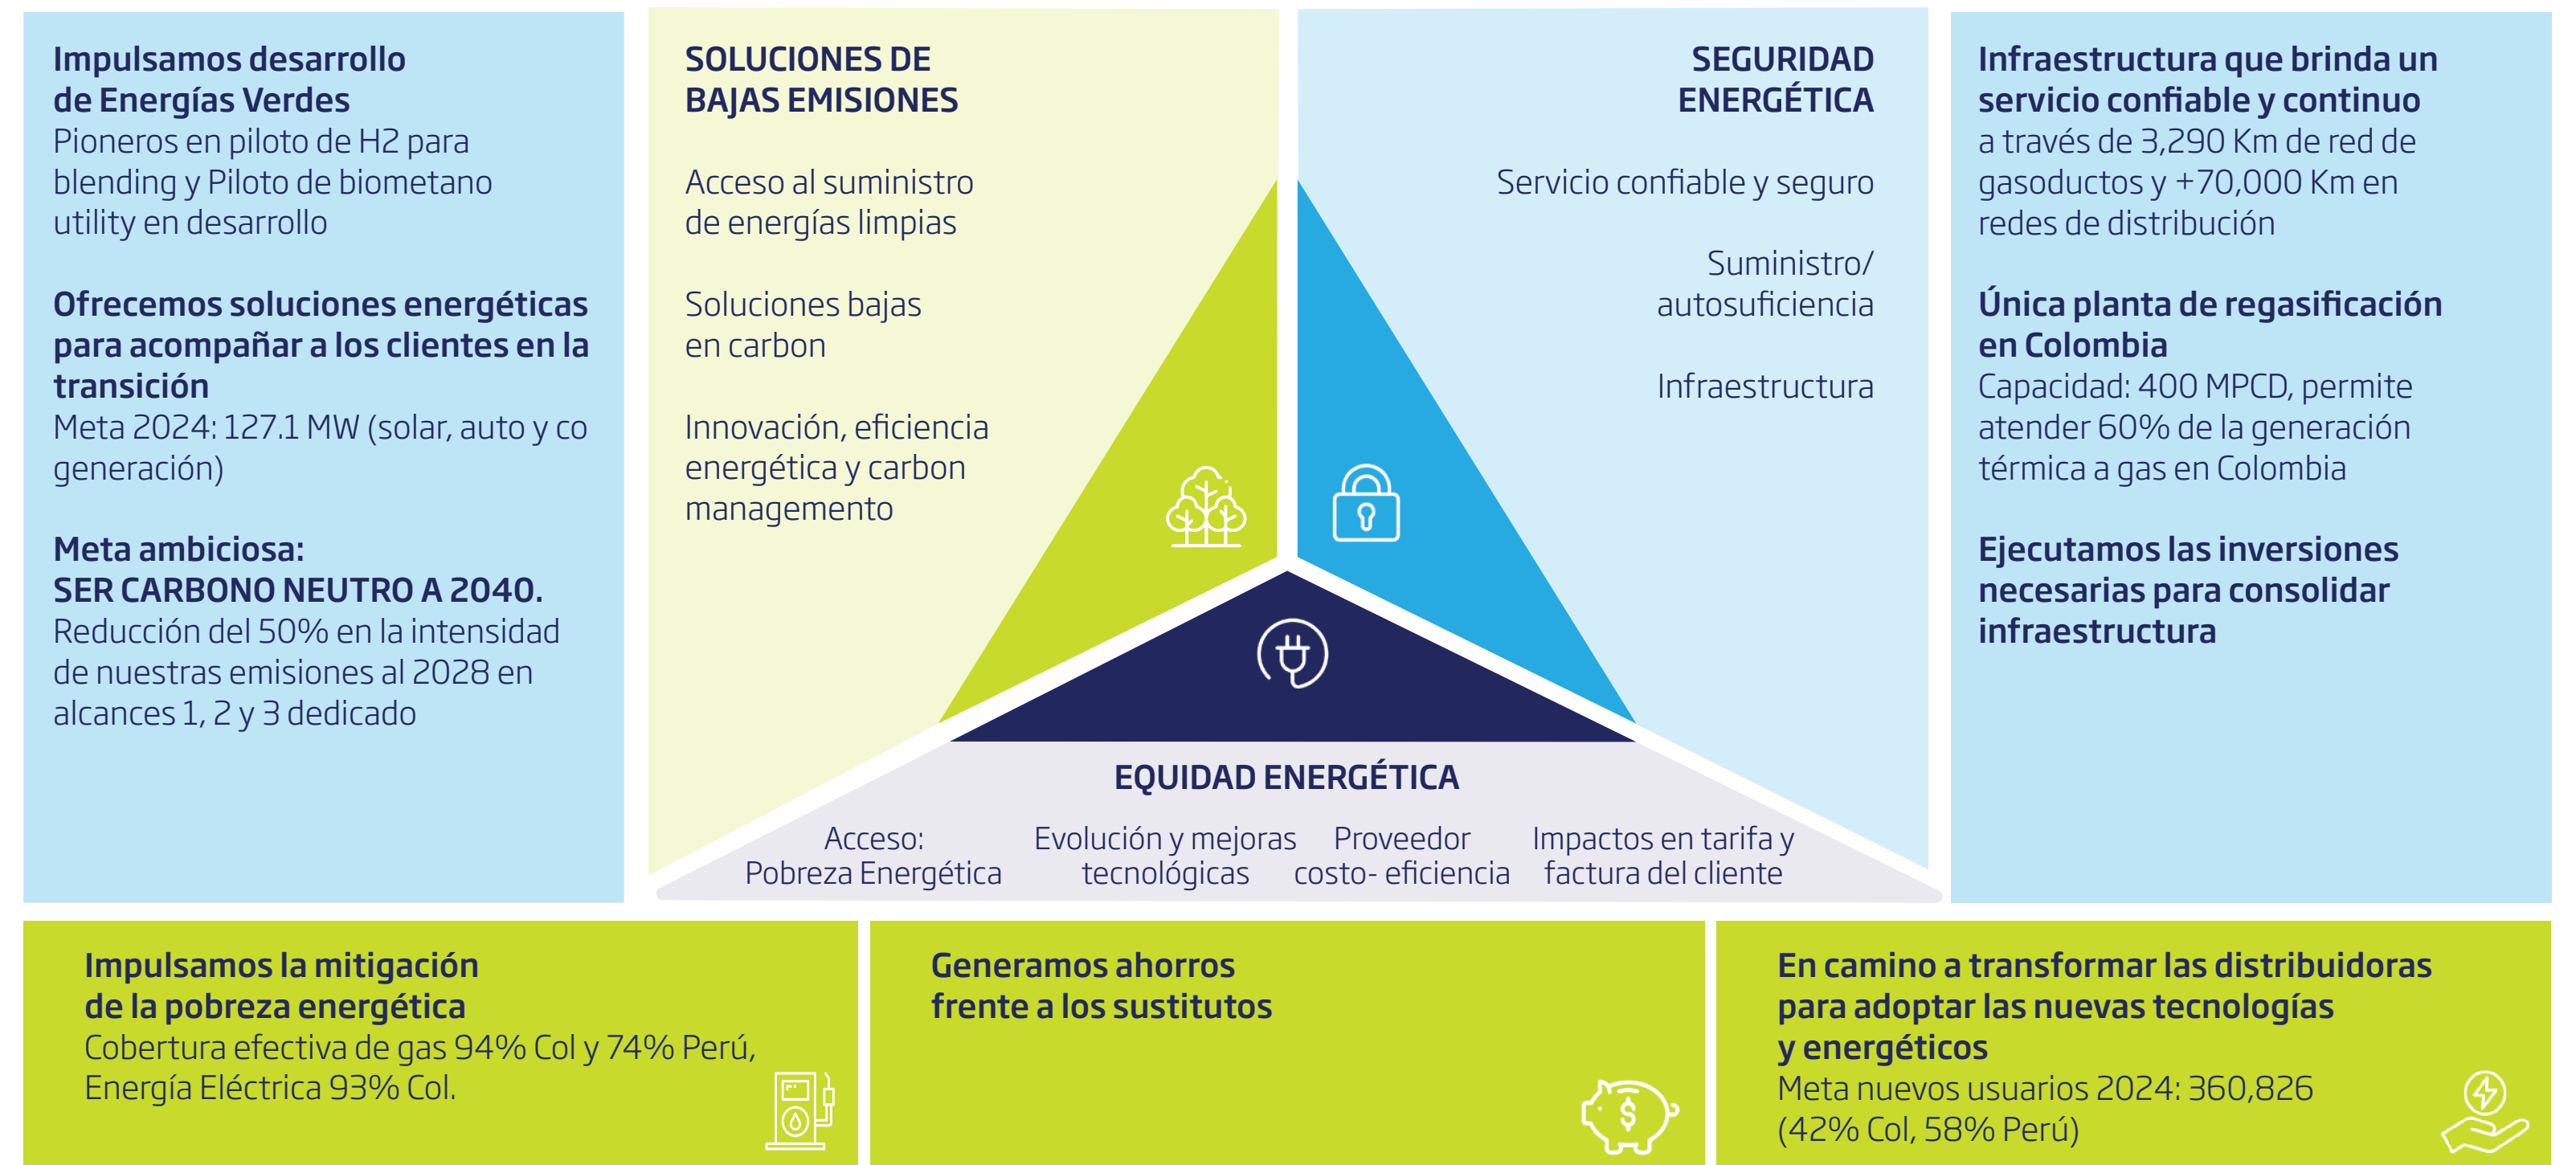 Impulsamos desarrollo
de Energías Verdes
Pioneros en piloto de H2 para
blending y Piloto de biometano
utility en desarrollo
Ofrecemos soluciones energéticas
para acompañar a los clientes en la
transición
Meta 2024: 127.1 MW (solar, auto y co
generación)
Meta ambiciosa:
SER CARBONO NEUTRO A 2040.
Reducción del 50% en la intensidad
de nuestras emisiones al 2028 en
alcances 1, 2 y 3 dedicado
SOLUCIONES DE
BAJAS EMISIONES
Acceso al suministro
de energías limpias
Soluciones bajas
en carbon
Innovación, eficiencia
energética y carbon
managemento
SEGURIDAD
ENERGÉTICA
Servicio confiable y seguro
Suministro/
autosuficiencia
Infraestructura
Infraestructura que brinda un
servicio confiable y continuo
a través de 3,290 Km de red de
gasoductos y +70,000 Km en
redes de distribución
Única planta de regasificación
en Colombia
Capacidad: 400 MPCD, permite
atender 60% de la generación
térmica a gas en Colombia
Ejecutamos las inversiones
necesarias para consolidar
infraestructura
EQUIDAD ENERGÉTICA
Acceso:
Pobreza Energética
Evolución y mejoras
tecnológicas
Proveedor
costo- eficiencia
Impactos en tarifa y
factura del cliente
Impulsamos la mitigación
de la pobreza energética
Cobertura efectiva de gas 94% Col y 74% Perú,
Energía Eléctrica 93% Col.
Generamos ahorros
frente a los sustitutos
$
En camino a transformar las distribuidoras
para adoptar las nuevas tecnologías
y energéticos
Meta nuevos usuarios 2024: 360,826
(42% Col, 58% Perú)